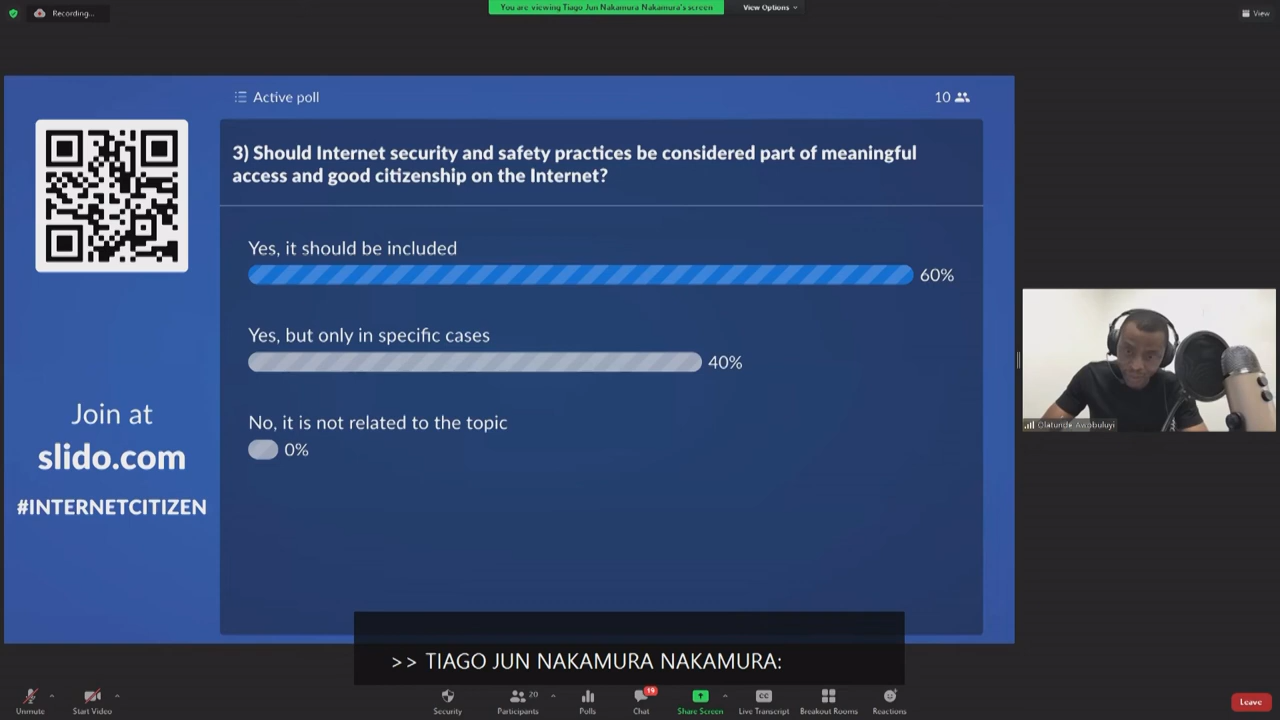 Recording...
You are viewing Tiago Jun Nakamura Nakamura's screen
View Options
View
Active poll
10
3) Should Internet security and safety practices be considered part of meaningful
access and good citizenship on the Internet?
Yes, it should be included
60%
Yes, but only in specific cases
40%
No, it is not related to the topic
0%
Join at
slido.com
#INTERNETCITIZEN
Olatunde Awobuluyi
>> TIAGO JUN NAKAMURA NAKAMURA:
Unmute
Start Video
Security
Participants
20
Polls
Chat
19
Share Screen
CC
Live Transcript
Breakout Rooms
Reactions
Leave